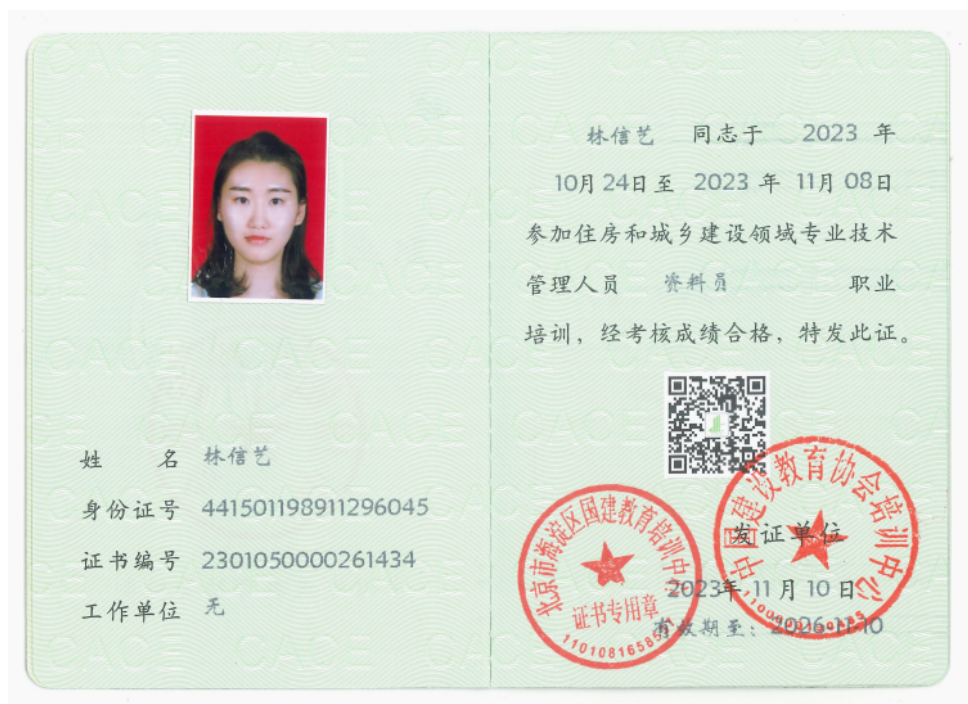 姓 名 林信艺
身份证号 441501198911296045
证书编号 2301050000261434
工作单位 无
林信艺 同志于 2023 年
10月 24日 至 2023 年 11月 08日
参加住房和城乡建设领域专业技术
管理人员 资料员 职业
培训，经考核成绩合格，特发此证。
中国建设教育协会培训中心
发证单位
北京市海淀区国建教育培训中心
证书专用章
2023年 11 月 10 日
有效期至：2026-11-10
CACE